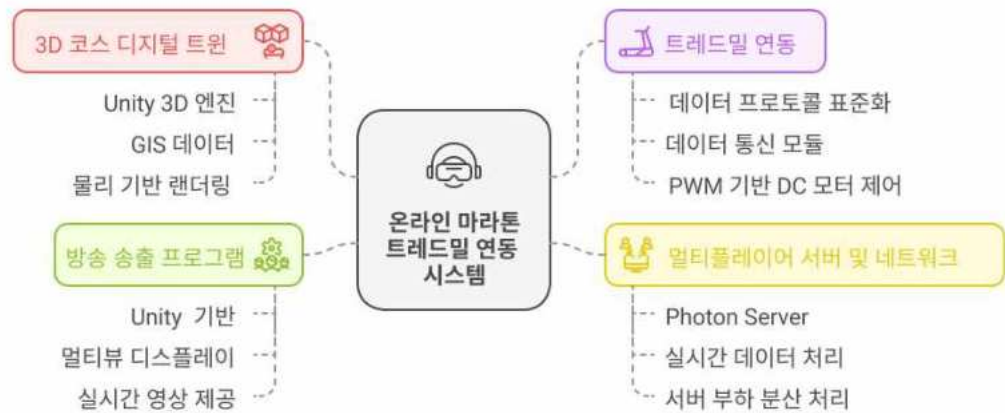 3D 코스 디지털 트윈
Unity 3D 엔진
GIS 데이터
물리 기반 랜더링
방송 송출 프로그램
Unity 기반
멀티뷰 디스플레이
실시간 영상 제공
온라인 마라톤
트레드밀 연동
시스템
트레드밀 연동
데이터 프로토콜 표준화
데이터 통신 모듈
PWM 기반 DC 모터 제어
멀티플레이어 서버 및 네트워크
Photon Server
실시간 데이터 처리
서버 부하 분산 처리